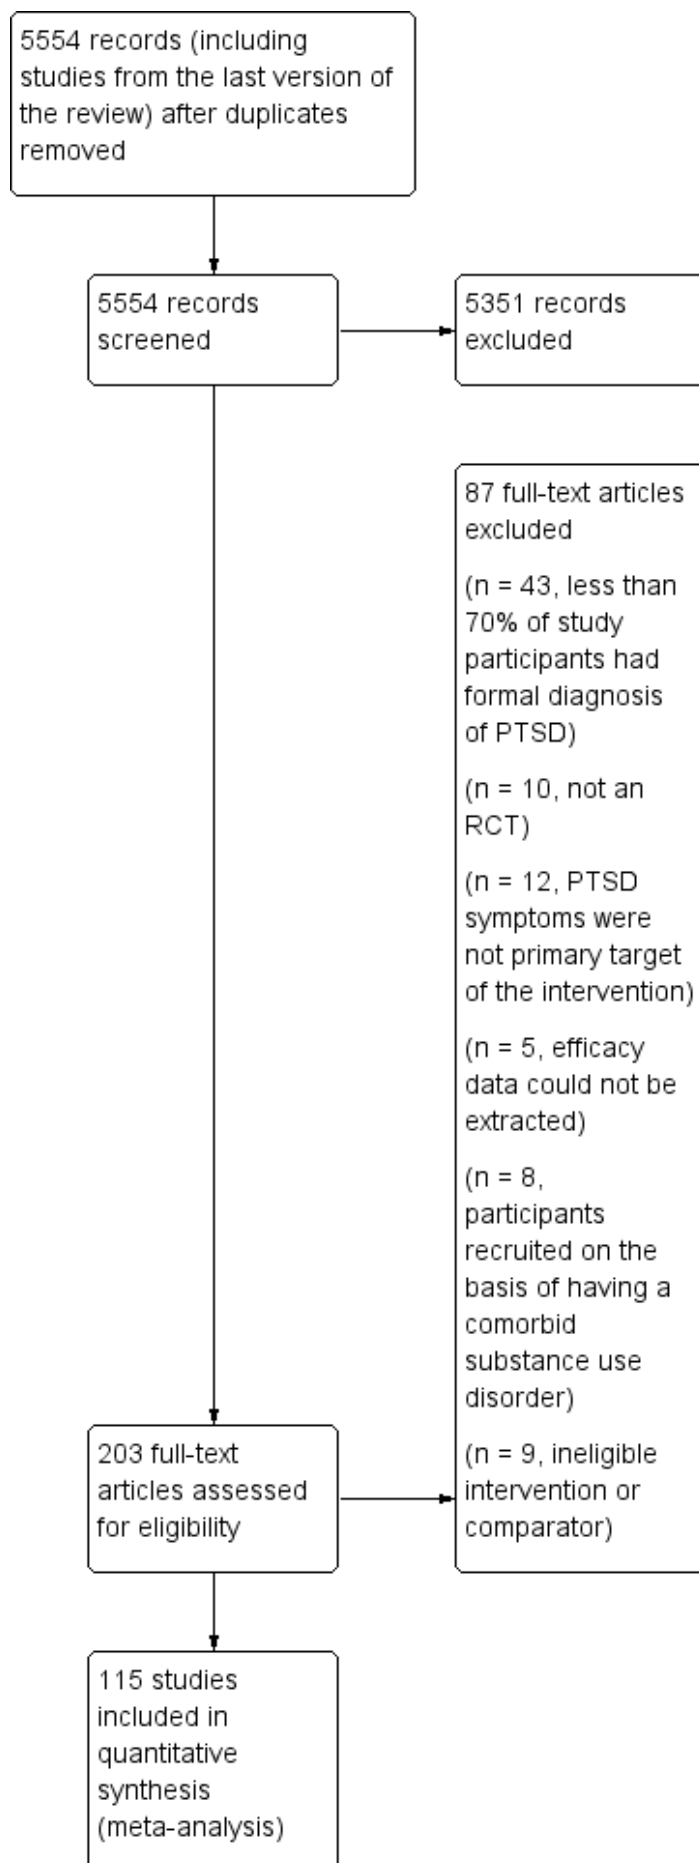 5554 records (including
studies from the last version of
the review) after duplicates
removed
5554 records
screened
5351 records
excluded
87 full-text articles
excluded
(n = 43, less than
70% of study
participants had
formal diagnosis
of PTSD)
(n = 10, not an
RCT)
(n = 12, PTSD
symptoms were
not primary target
of the intervention)
(n = 5, efficacy
data could not be
extracted)
(n = 8,
participants
recruited on the
basis of having a
comorbid
substance use
disorder)
(n = 9, ineligible
intervention or
comparator)
203 full-text
articles assessed
for eligibility
115 studies
included in
quantitative
synthesis
(meta-analysis)